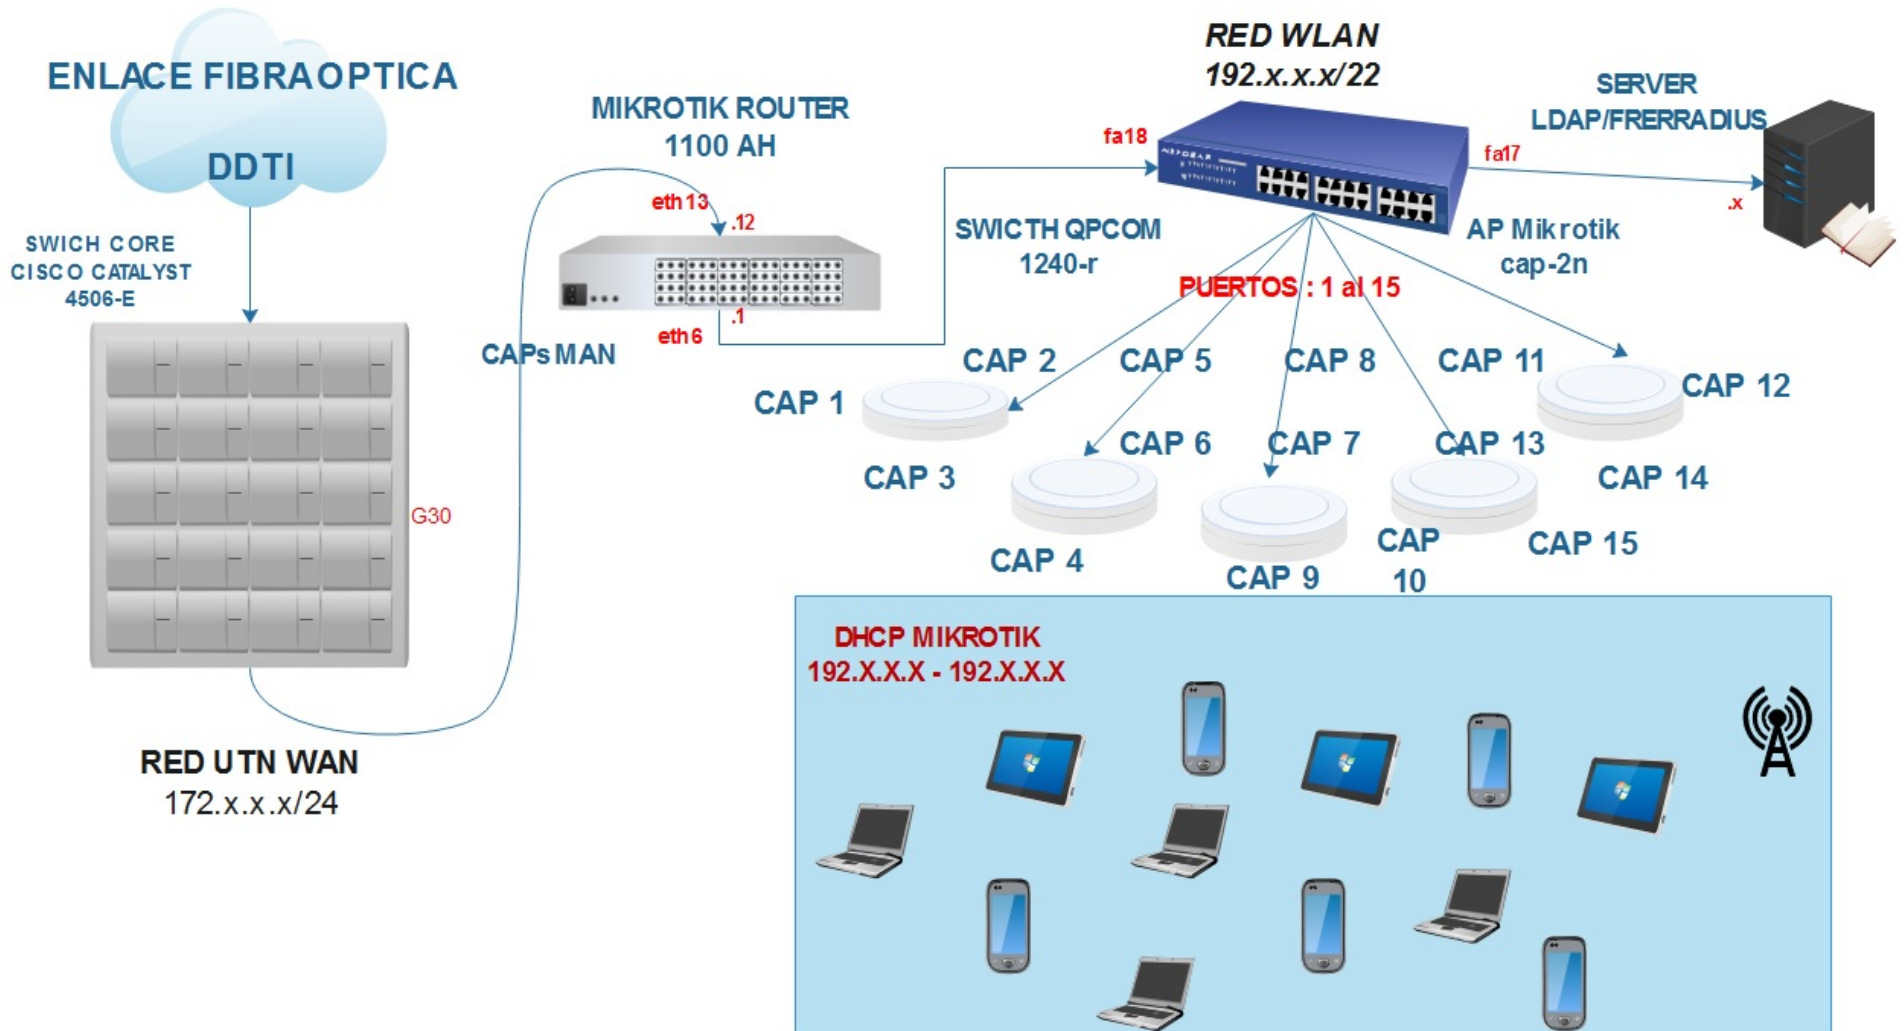 ENLACE FIBRA OPTICA
DDTI
SWICH CORE
CISCO CATALYST
4506-E
G30
RED UTN WAN
172.x.x.x/24
MIKROTIK ROUTER
1100 AH
eth13
.12
.1
eth6
CAPs MAN
RED WLAN
192.x.x.x/22
fa18
NETGEAR
fa17
SERVER
LDAP/FRERRADIUS
.x
SWICTH QPCOM
1240-r
AP Mikrotik
cap-2n
PUERTOS : 1 al 15
CAP 1
CAP 2
CAP 3
CAP 4
CAP 5
CAP 6
CAP 7
CAP 8
CAP 9
CAP
10
CAP 11
CAP 12
CAP 13
CAP 14
CAP 15
DHCP MIKROTIK
192.X.X.X - 192.X.X.X